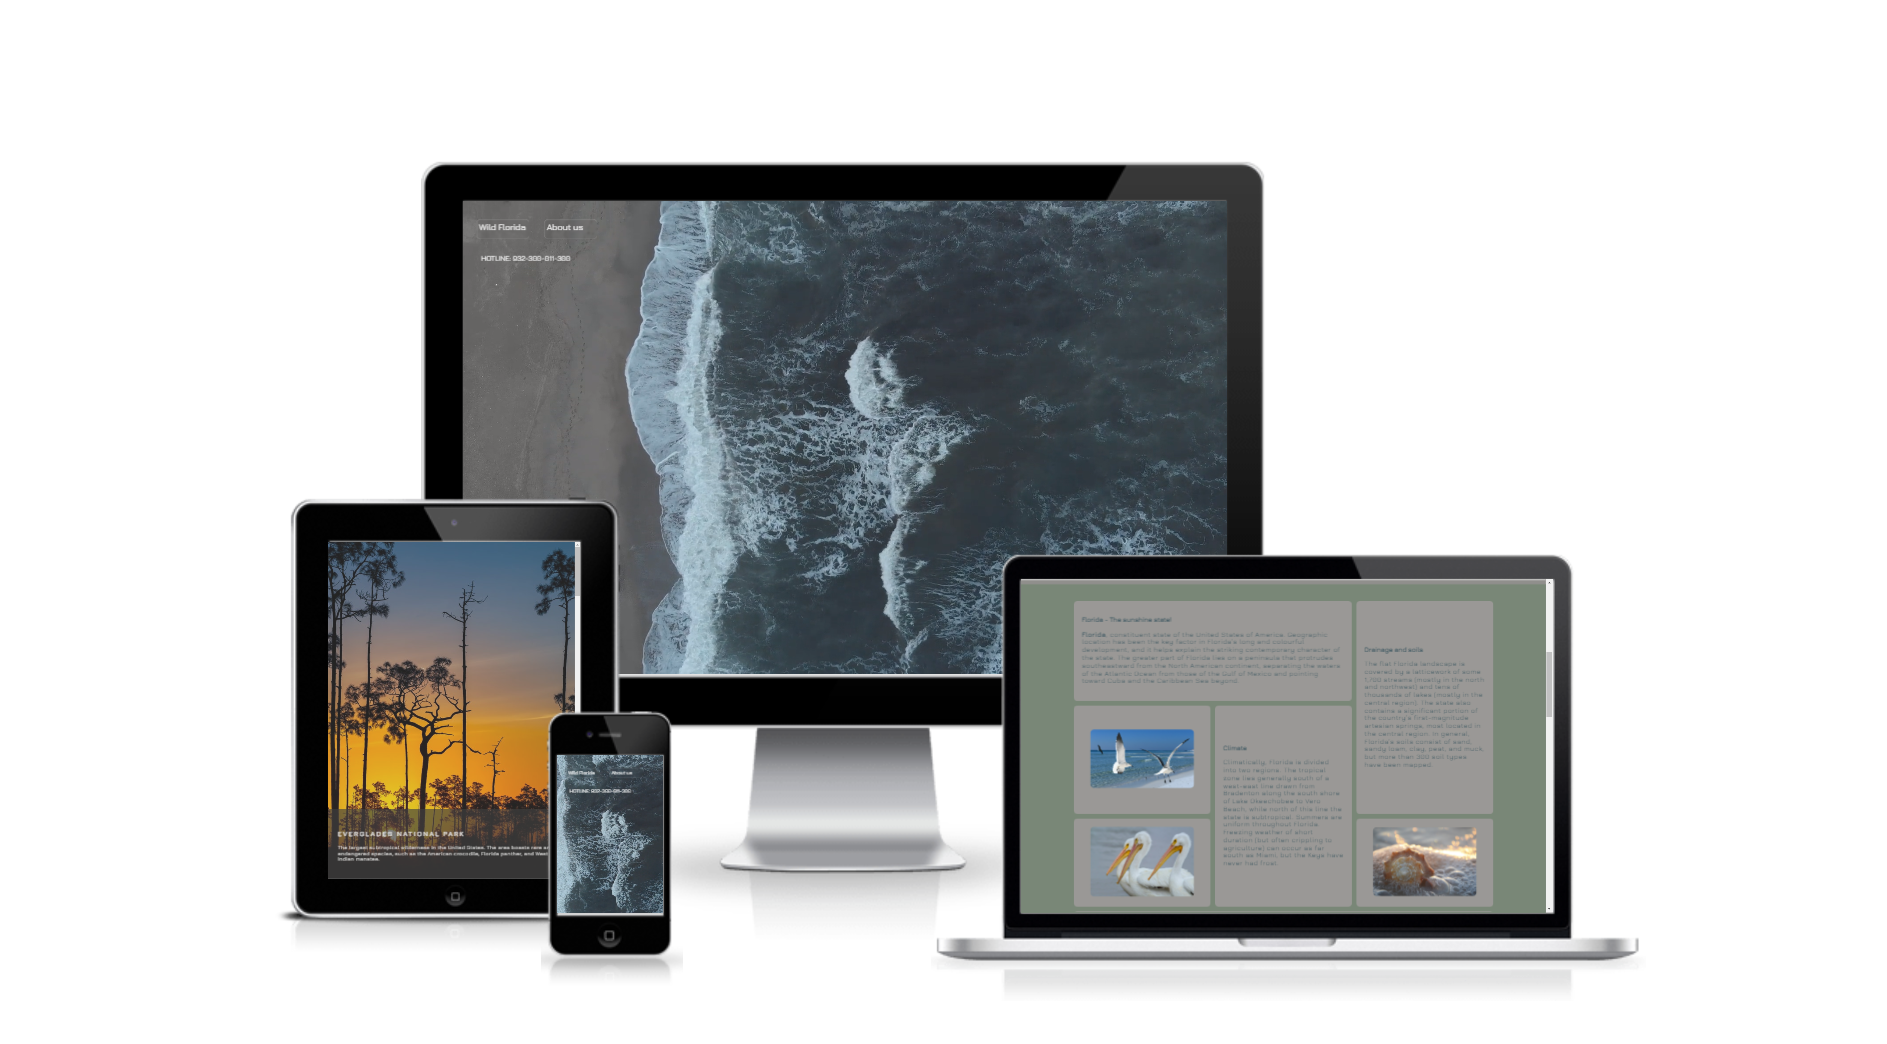 Wild Florida
About us
HOTLINE: 932-300-011-300
EVERGLADES NATIONAL PARK
The largest subtropical wilderness in the United States. The area boasts rare and
endangered species, such as the American crocodile, Florida panther, and West
Indian manatee.
Wild Florida
About us
HOTLINE: 932-300-011-300
Florida - The sunshine state!
Florida, constituent state of the United States of America. Geographic
location has been the key factor in Florida's long and colourful
development, and it helps explain the striking contemporary character of
the state. The greater part of Florida lies on a peninsula that protrudes
southeastward from the North American continent, separating the waters
of the Atlantic Ocean from those of the Gulf of Mexico and pointing
toward Cuba and the Caribbean Sea beyond.
Drainage and soils
The flat Florida landscape is
covered by a latticework of some
1,700 streams (mostly in the north
and northwest) and tens of
thousands of lakes (mostly in the
central region). The state also
contains a significant portion of
the country's first-magnitude
artesian springs, most located in
the central region. In general,
Florida's soils consist of sand,
sandy loam, clay, peat, and muck,
but more than 300 soil types
have been mapped.
Climate
Climatically, Florida is divided
into two regions. The tropical
zone lies generally south of a
west-east line drawn from
Bradenton along the south shore
of Lake Okeechobee to Vero
Beach, while north of this line the
state is subtropical. Summers are
uniform throughout Florida.
Freezing weather of short
duration (but often crippling to
agriculture) can occur as far
south as Miami, but the Keys have
never had frost.